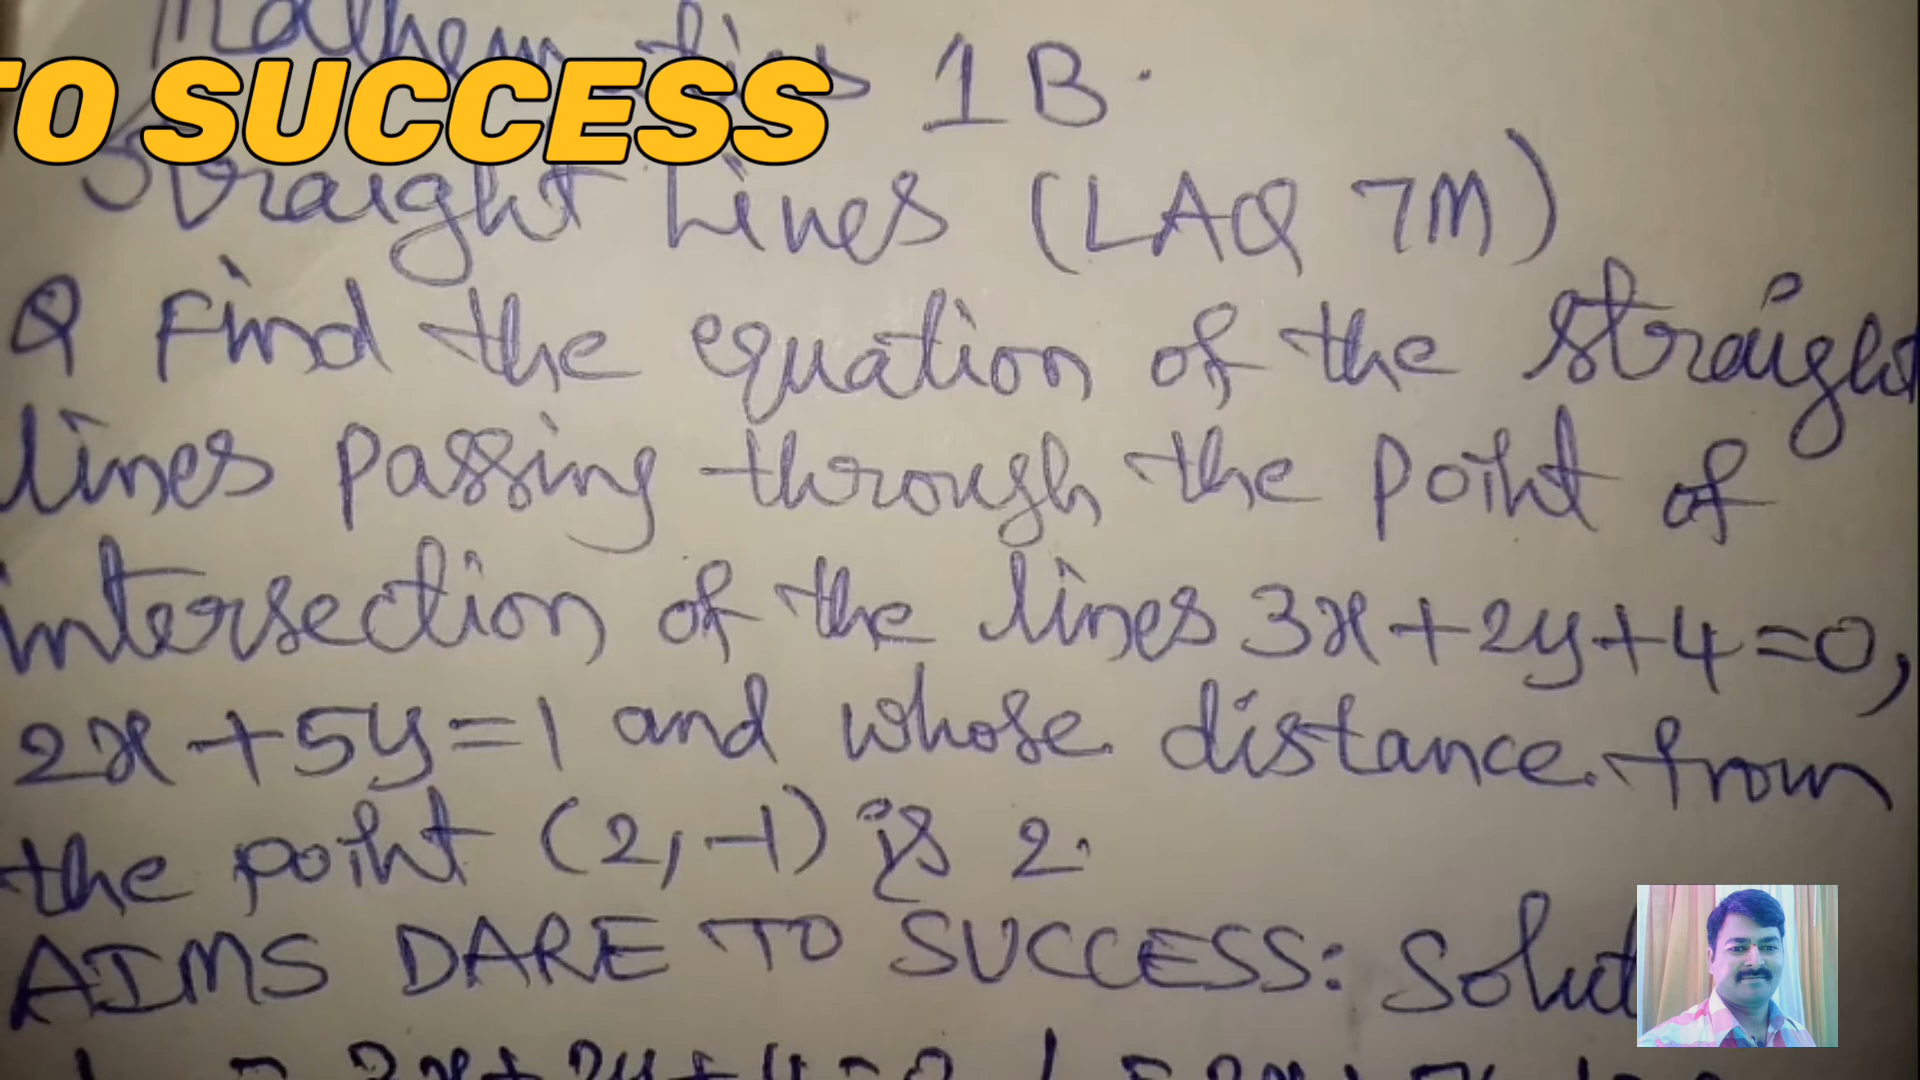 Mathematics 1B.
TO SUCCESS
Straight Lines (LAQ 7M)
Q Find the equation of the straight
lines passing through the point of
intersection of the lines 3x+2y+4=0,
2x+5y=1 and whose distance from
the point (2,-1) is 2.
AIMS DARE TO SUCCESS: Solut